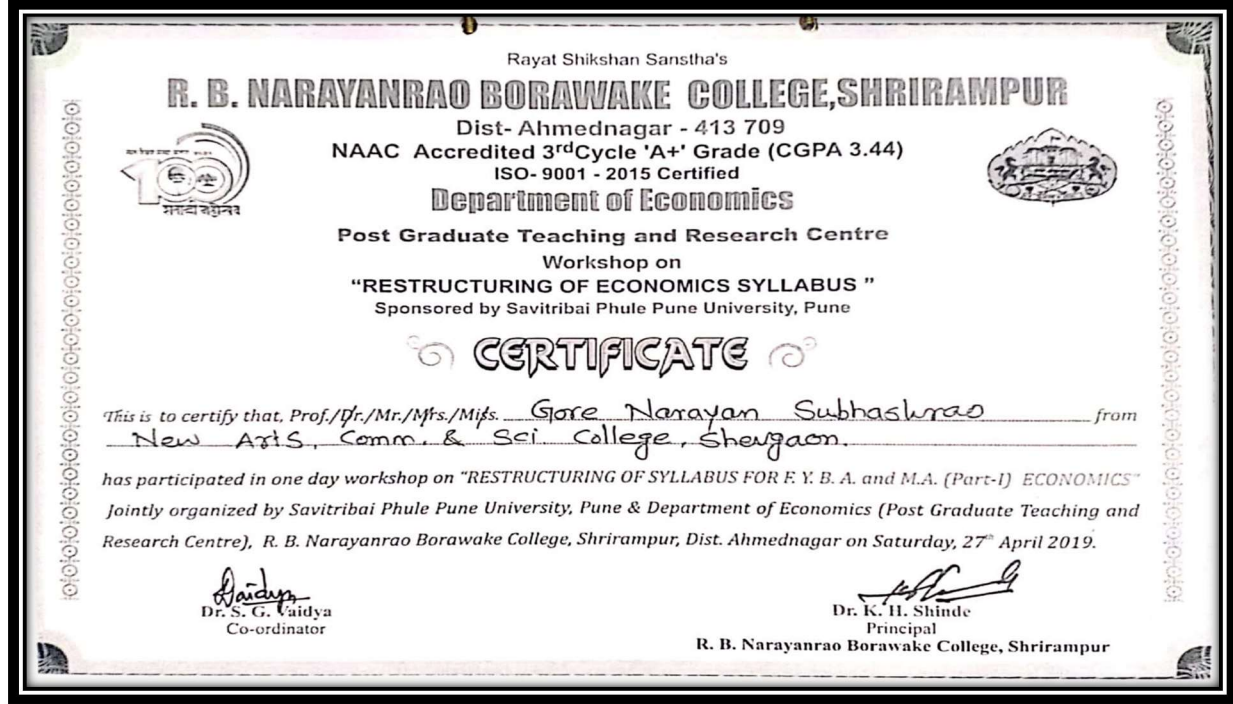 Rayat Shikshan Sanstha's
R. B. NARAYANRAO BORAWAKE COLLEGE,SHRIRAMPUR
Dist- Ahmednagar - 413 709
NAAC Accredited 3rdCycle 'A+' Grade (CGPA 3.44)
ISO- 9001 - 2015 Certified
Department of Economics
Post Graduate Teaching and Research Centre
Workshop on
“RESTRUCTURING OF ECONOMICS SYLLABUS ”
Sponsored by Savitribai Phule Pune University, Pune
CERTIFICATE
This is to certify that, Prof./Dr./Mr./Mrs./Miss. Gore Narayan Subhashrao from
New Arts, Comm. & Sci College, Shevgaon.
has participated in one day workshop on "RESTRUCTURING OF SYLLABUS FOR F. Y. B. A. and M.A. (Part-I) ECONOMICS"
Jointly organized by Savitribai Phule Pune University, Pune & Department of Economics (Post Graduate Teaching and
Research Centre), R. B. Narayanrao Borawake College, Shrirampur, Dist. Ahmednagar on Saturday, 27th April 2019.
Dr. S. G. Vaidya
Co-ordinator
Dr. K. H. Shinde
Principal
R. B. Narayanrao Borawake College, Shrirampur